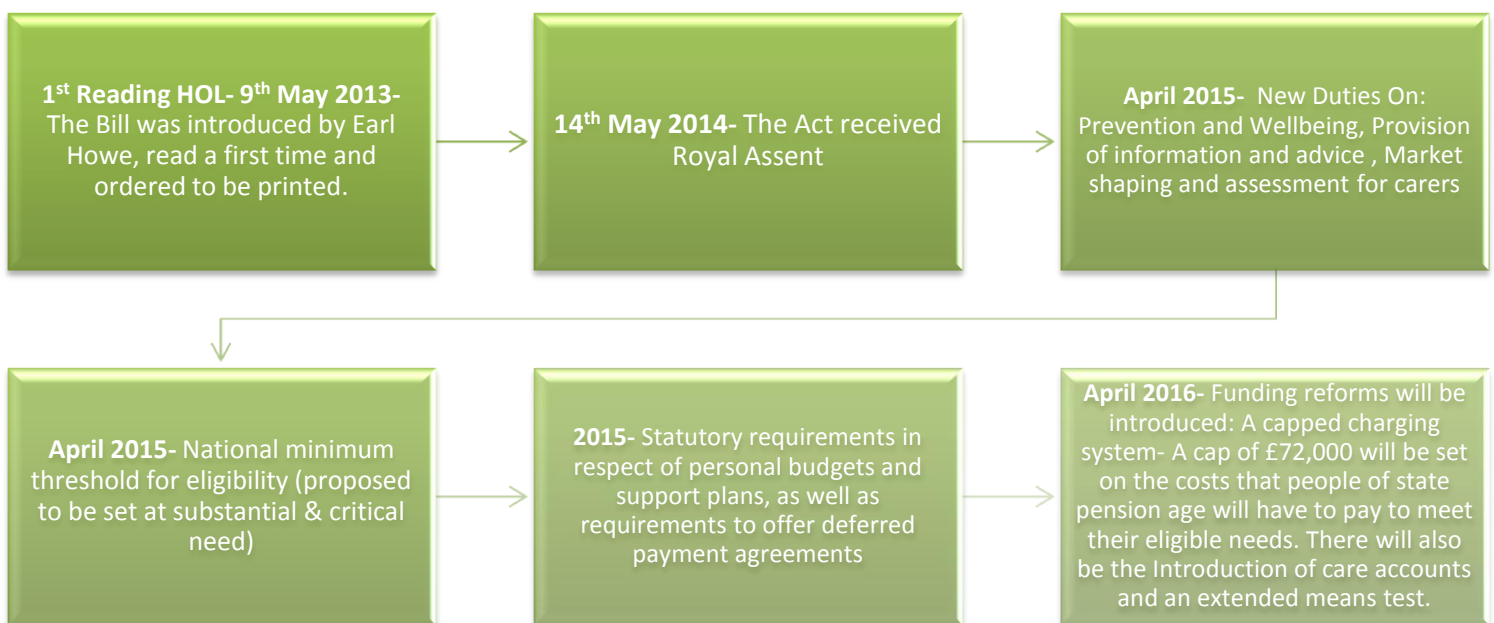 1st Reading HOL- 9th May 2013-
The Bill was introduced by Earl
Howe, read a first time and
ordered to be printed.
14th May 2014- The Act received
Royal Assent
April 2015-  New Duties On:
Prevention and Wellbeing, Provision
of information and advice , Market
shaping and assessment for carers
April 2015- National minimum
threshold for eligibility (proposed
to be set at substantial & critical
need)
2015- Statutory requirements in
respect of personal budgets and
support plans, as well as
requirements to offer deferred
payment agreements
April 2016- Funding reforms will be
introduced: A capped charging
system- A cap of £72,000 will be set
on the costs that people of state
pension age will have to pay to meet
their eligible needs. There will also
be the Introduction of care accounts
and an extended means test.